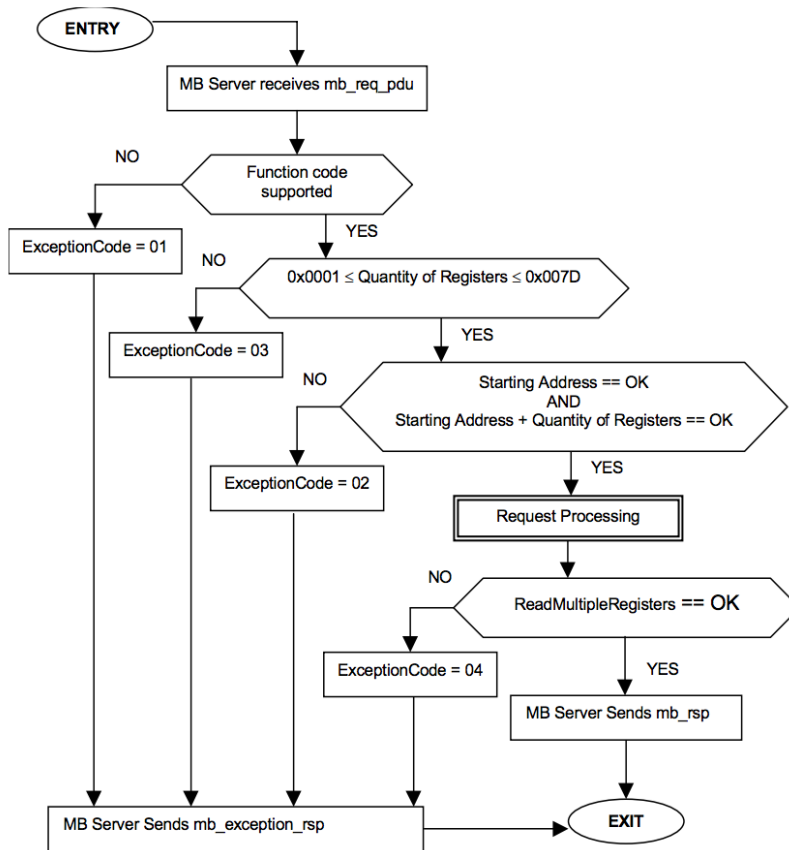 ENTRY
MB Server receives mb_req_pdu
NO
Function code
supported
YES
ExceptionCode = 01
NO
0x0001 ≤ Quantity of Registers ≤ 0x007D
YES
ExceptionCode = 03
NO
Starting Address == OK
AND
Starting Address + Quantity of Registers == OK
YES
ExceptionCode = 02
Request Processing
NO
ReadMultipleRegisters == OK
YES
ExceptionCode = 04
MB Server Sends mb_rsp
MB Server Sends mb_exception_rsp
EXIT